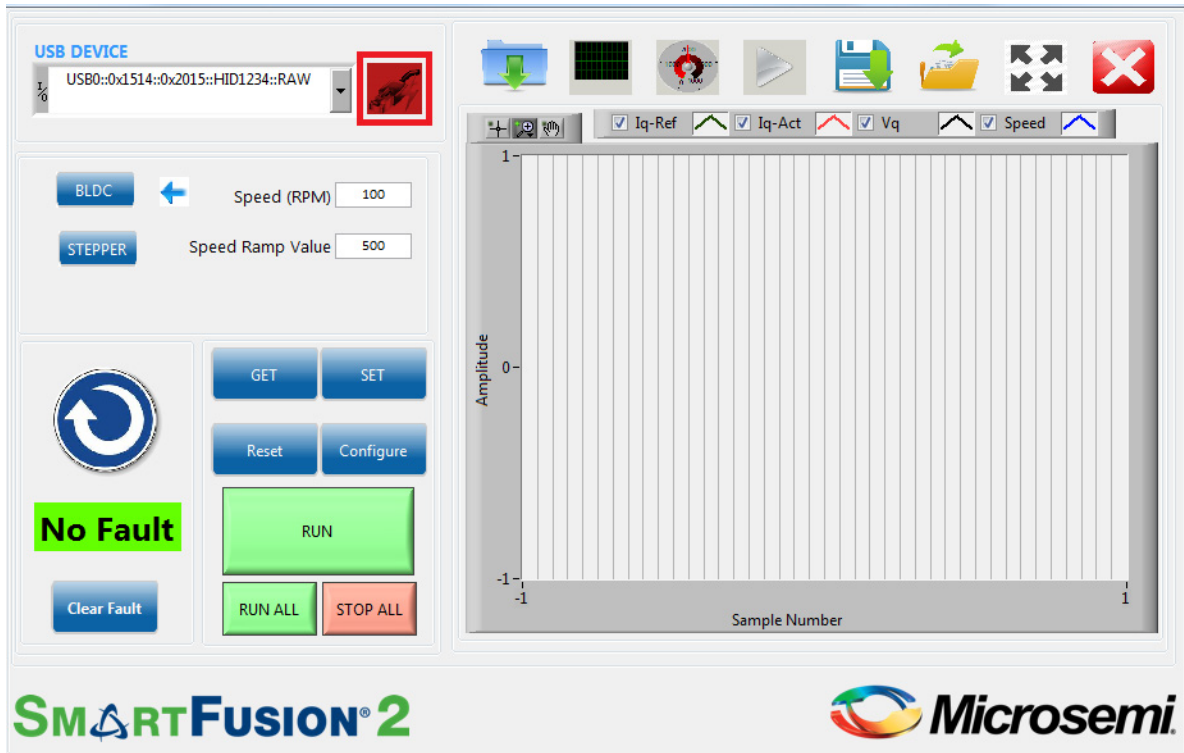 USB DEVICE
I/O
USB0::0x1514::0x2015::HID1234::RAW
BLDC
Speed (RPM) 100
STEPPER
Speed Ramp Value 500
GET
SET
Reset
Configure
No Fault
RUN
Clear Fault
RUN ALL
STOP ALL
Iq-Ref
Iq-Act
Vq
Speed
Amplitude
1
0
-1
-1
1
Sample Number
SMARTFUSION® 2
Microsemi.